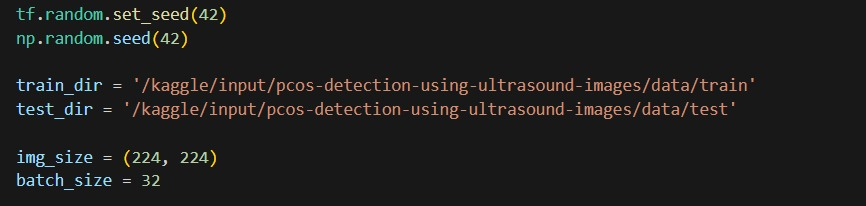 tf.random.set_seed(42)
np.random.seed(42)
train_dir = '/kaggle/input/pcos-detection-using-ultrasound-images/data/train'
test_dir = '/kaggle/input/pcos-detection-using-ultrasound-images/data/test'
img_size = (224, 224)
batch_size = 32